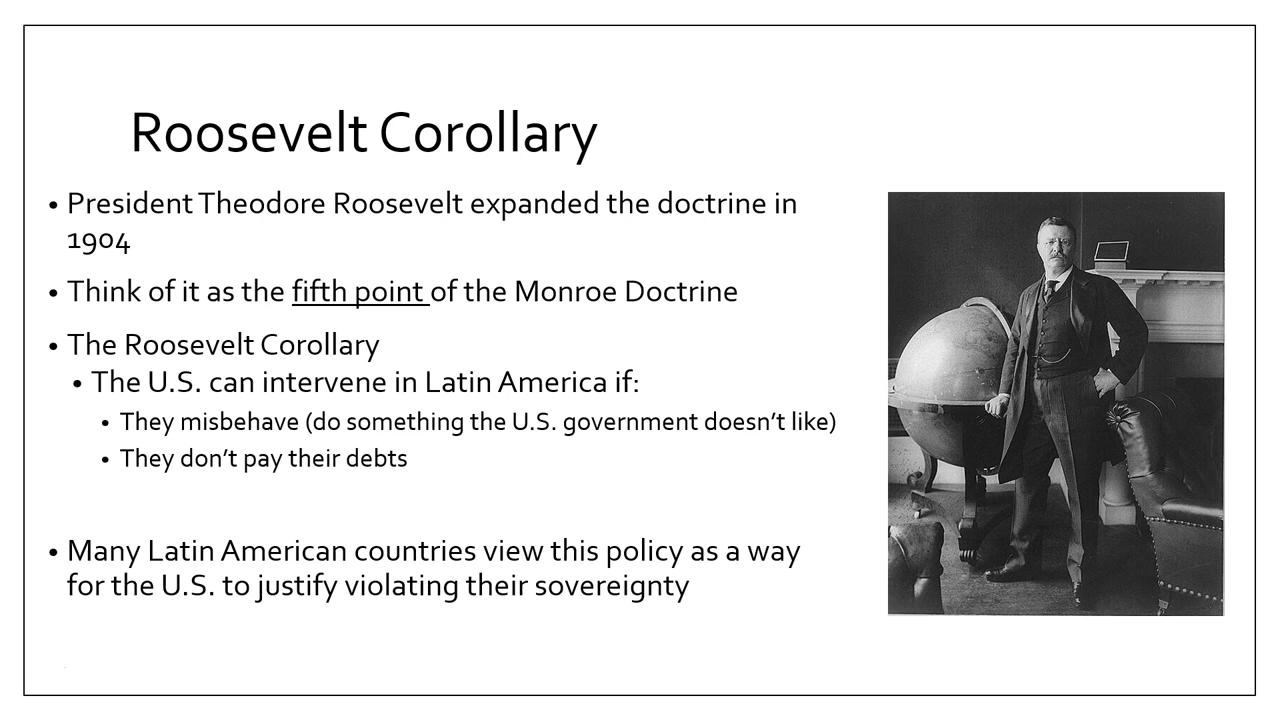 Roosevelt Corollary
• President Theodore Roosevelt expanded the doctrine in
1904
• Think of it as the fifth point of the Monroe Doctrine
• The Roosevelt Corollary
• The U.S. can intervene in Latin America if:
• They misbehave (do something the U.S. government doesn’t like)
• They don’t pay their debts
• Many Latin American countries view this policy as a way
for the U.S. to justify violating their sovereignty